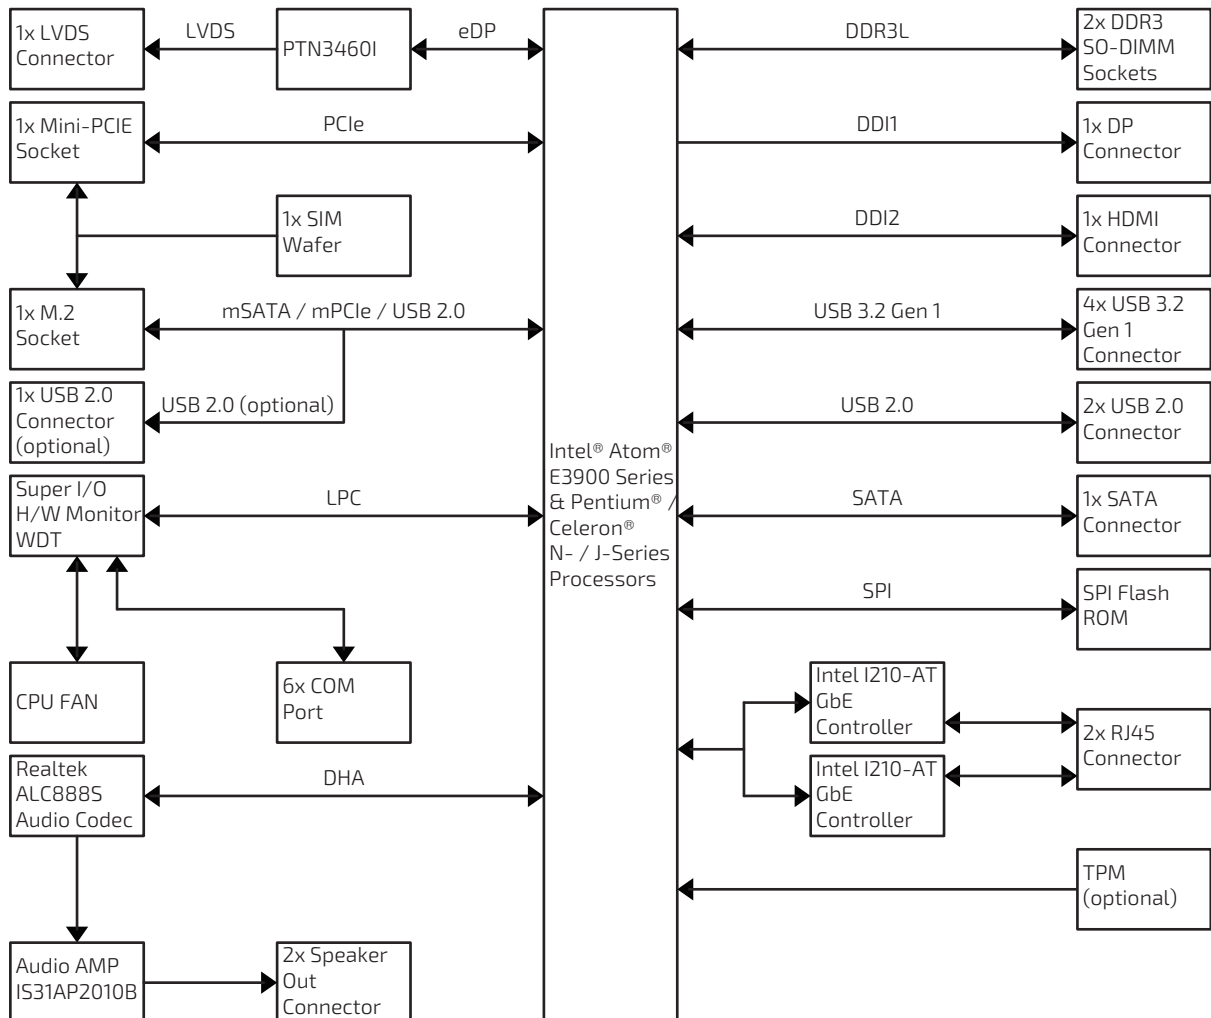 1x LVDS
Connector
LVDS
PTN3460I
eDP
DDR3L
2x DDR3
SO-DIMM
Sockets
1x Mini-PCIE
Socket
PCIe
DDI1
1x DP
Connector
1x SIM
Wafer
DDI2
1x HDMI
Connector
1x M.2
Socket
mSATA / mPCIe / USB 2.0
USB 3.2 Gen 1
4x USB 3.2
Gen 1
Connector
1x USB 2.0
Connector
(optional)
USB 2.0 (optional)
USB 2.0
2x USB 2.0
Connector
Intel® Atom®
E3900 Series
& Pentium® /
Celeron®
N- / J-Series
Processors
Super I/O
H/W Monitor
WDT
LPC
SATA
1x SATA
Connector
SPI
SPI Flash
ROM
CPU FAN
6x COM
Port
Intel I210-AT
GbE
Controller
2x RJ45
Connector
Intel I210-AT
GbE
Controller
Realtek
ALC888S
Audio Codec
DHA
TPM
(optional)
Audio AMP
IS31AP2010B
2x Speaker
Out
Connector